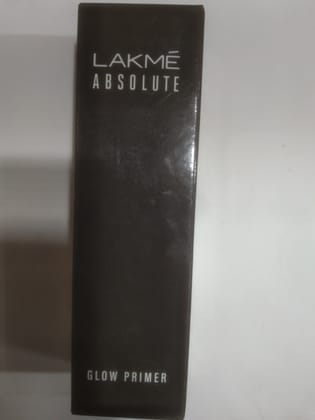 LAKMÉ
ABSOLUTE
GLOW PRIMER